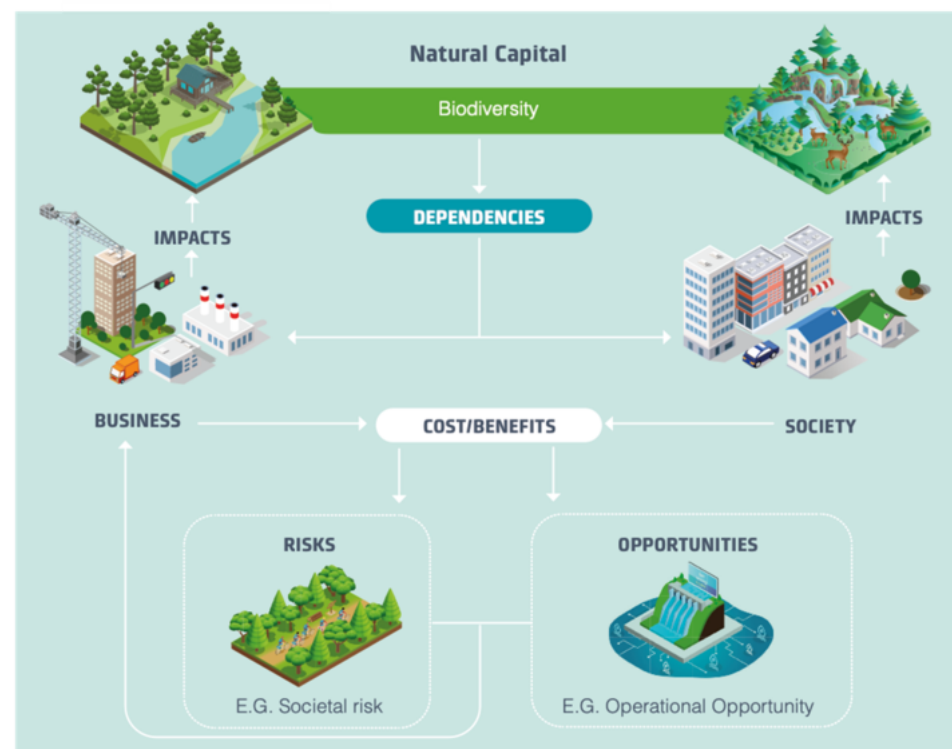 Natural Capital
Biodiversity
DEPENDENCIES
IMPACTS
IMPACTS
BUSINESS
COST/BENEFITS
SOCIETY
RISKS
OPPORTUNITIES
E.G. Societal risk
E.G. Operational Opportunity